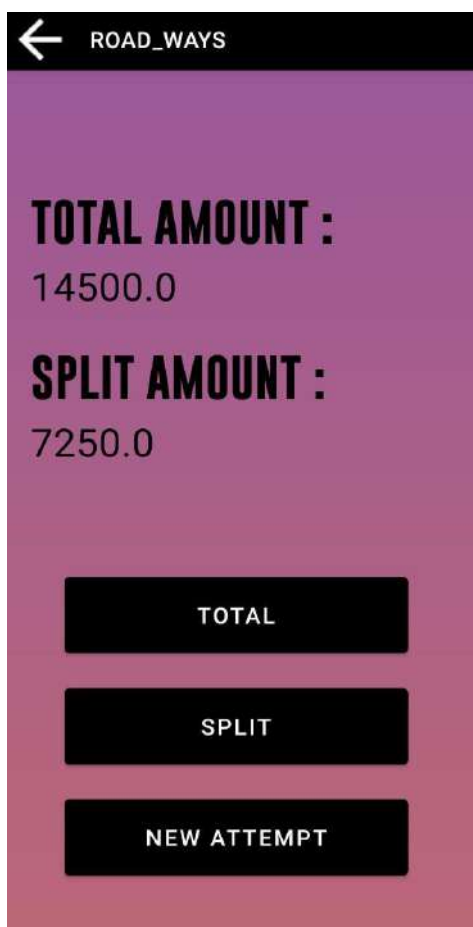 ROAD_WAYS
TOTAL AMOUNT :
14500.0
SPLIT AMOUNT :
7250.0
TOTAL
SPLIT
NEW ATTEMPT